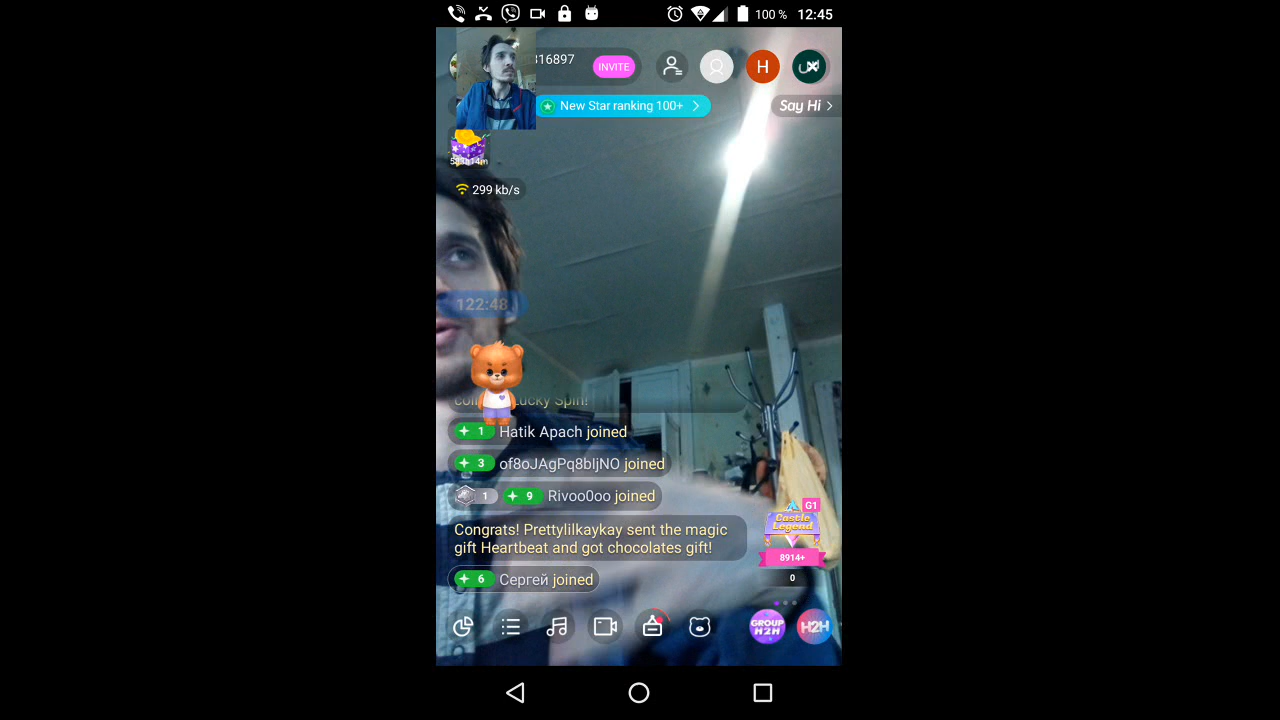 100 %
12:45
316897
INVITE
H
New Star ranking 100+
Say Hi
299 kb/s
122:48
Lucky Spin!
1 Hatik Apach joined
3 of8oJAgPq8bIjNO joined
1 9 Rivoo0oo joined
G1
Castle
Legend
Congrats! Prettylilkaykay sent the magic
gift Heartbeat and got chocolates gift!
8914+
0
6 Сергей joined
GROUP
H2H
H2H